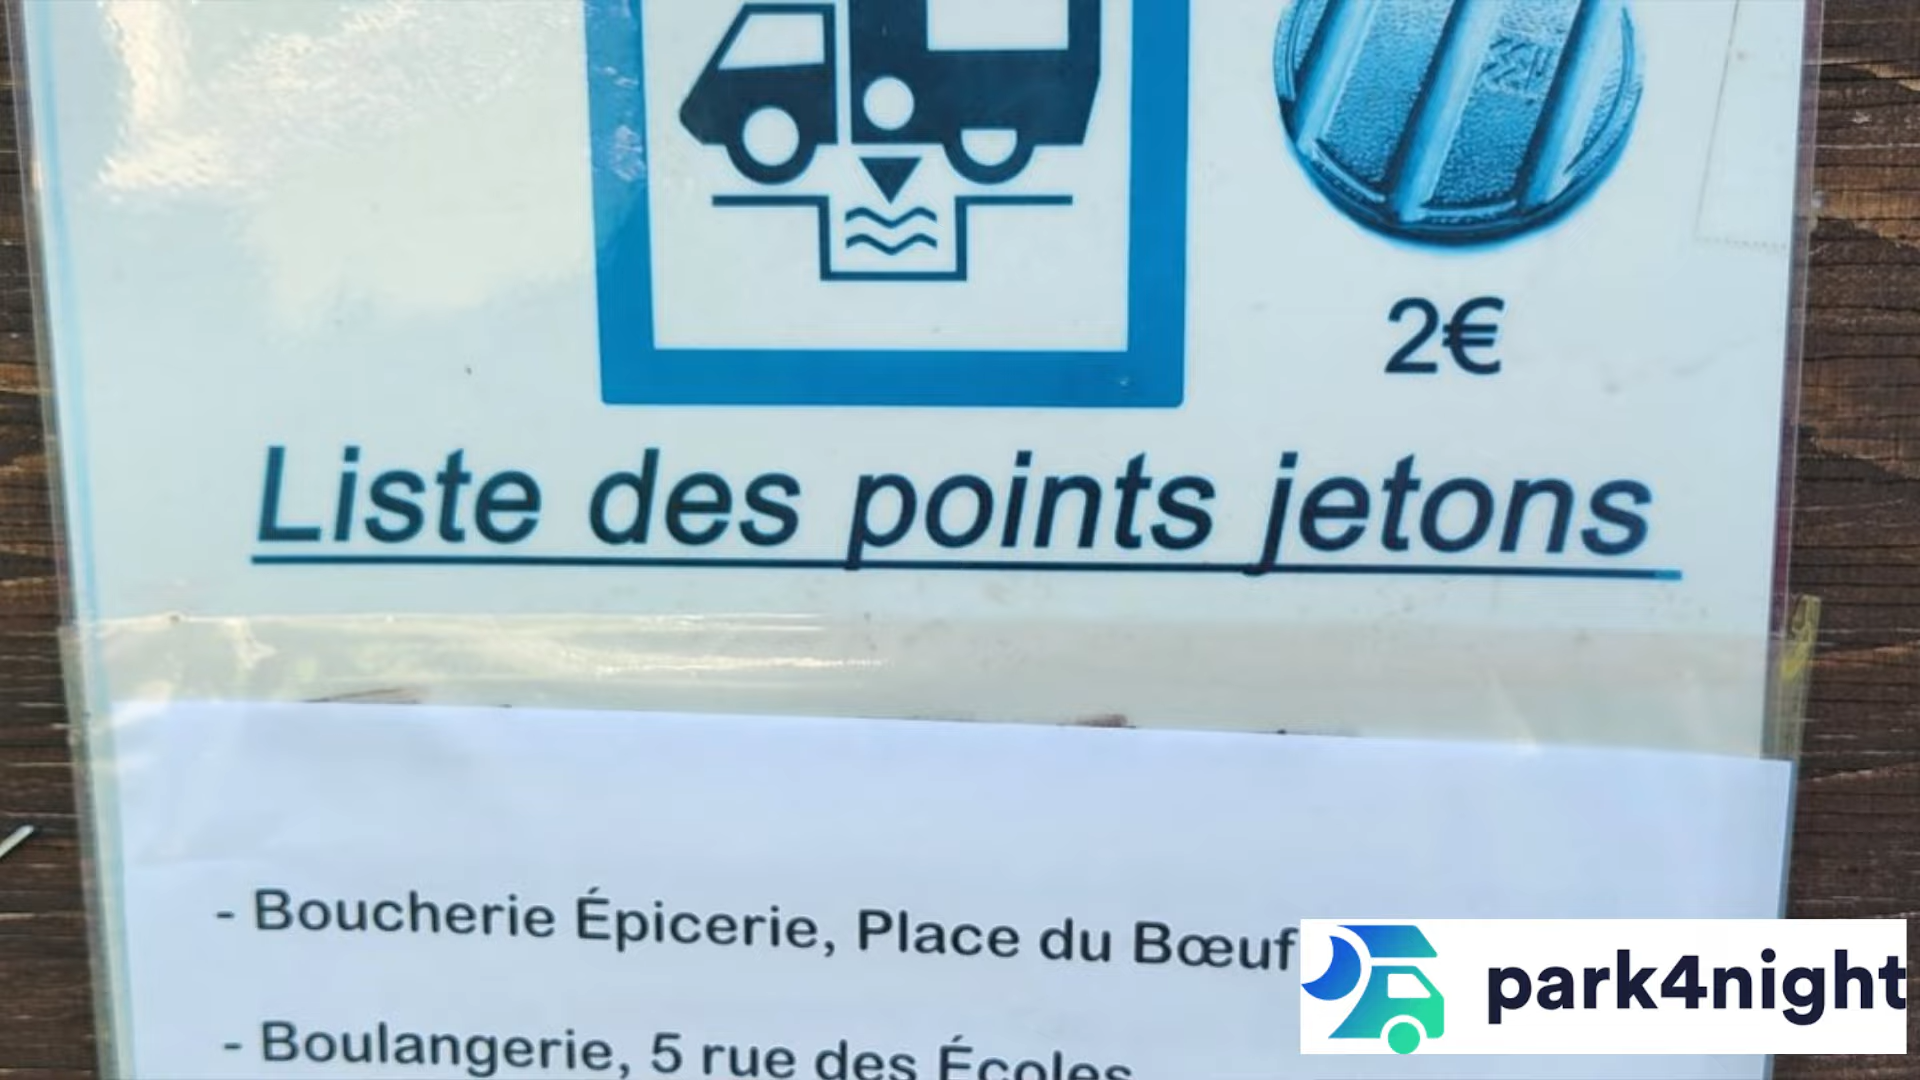 2€
Liste des points jetons
- Boucherie Épicerie, Place du Bœuf
park4night
- Boulangerie, 5 rue des Écoles